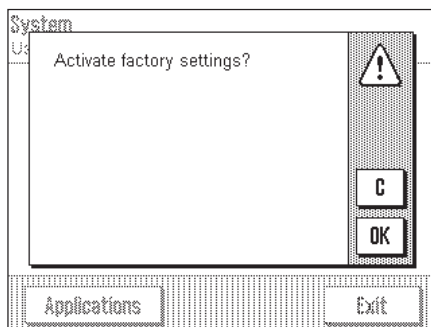 System
Activate factory settings?
C
OK
Applications
Exit